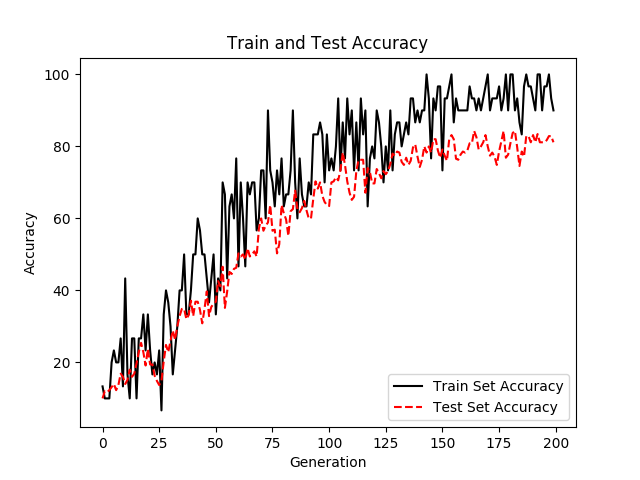 Train and Test Accuracy
100
80
60
40
20
Accuracy
0
25
50
75
100
125
150
175
200
Generation
Train Set Accuracy
Test Set Accuracy